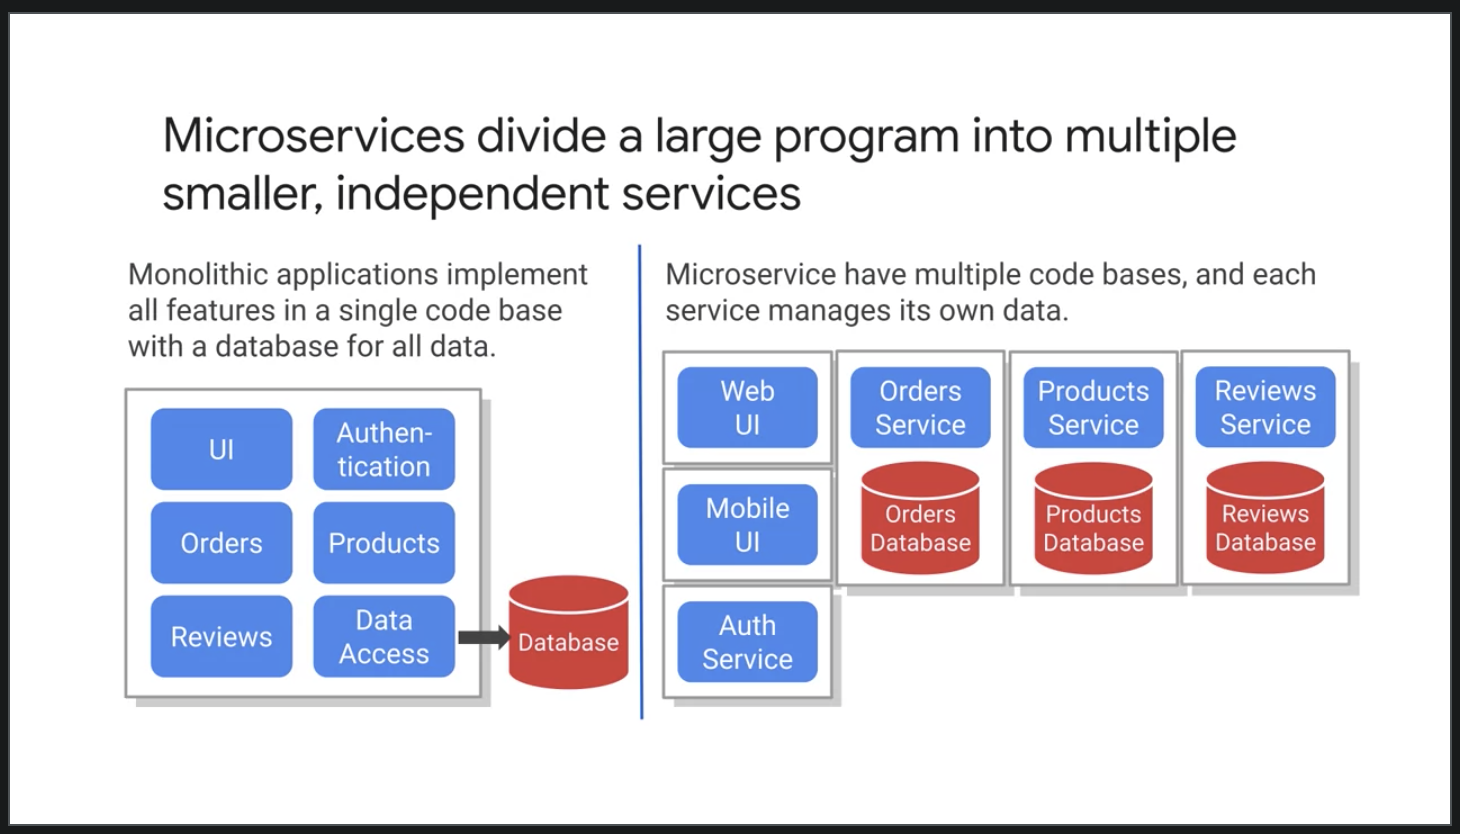 Microservices divide a large program into multiple
smaller, independent services
Monolithic applications implement
all features in a single code base
with a database for all data.
UI
Authen-
tication
Orders
Products
Reviews
Data
Access
Database
Microservice have multiple code bases, and each
service manages its own data.
Web
UI
Orders
Service
Products
Service
Reviews
Service
Orders
Database
Products
Database
Reviews
Database
Mobile
UI
Auth
Service